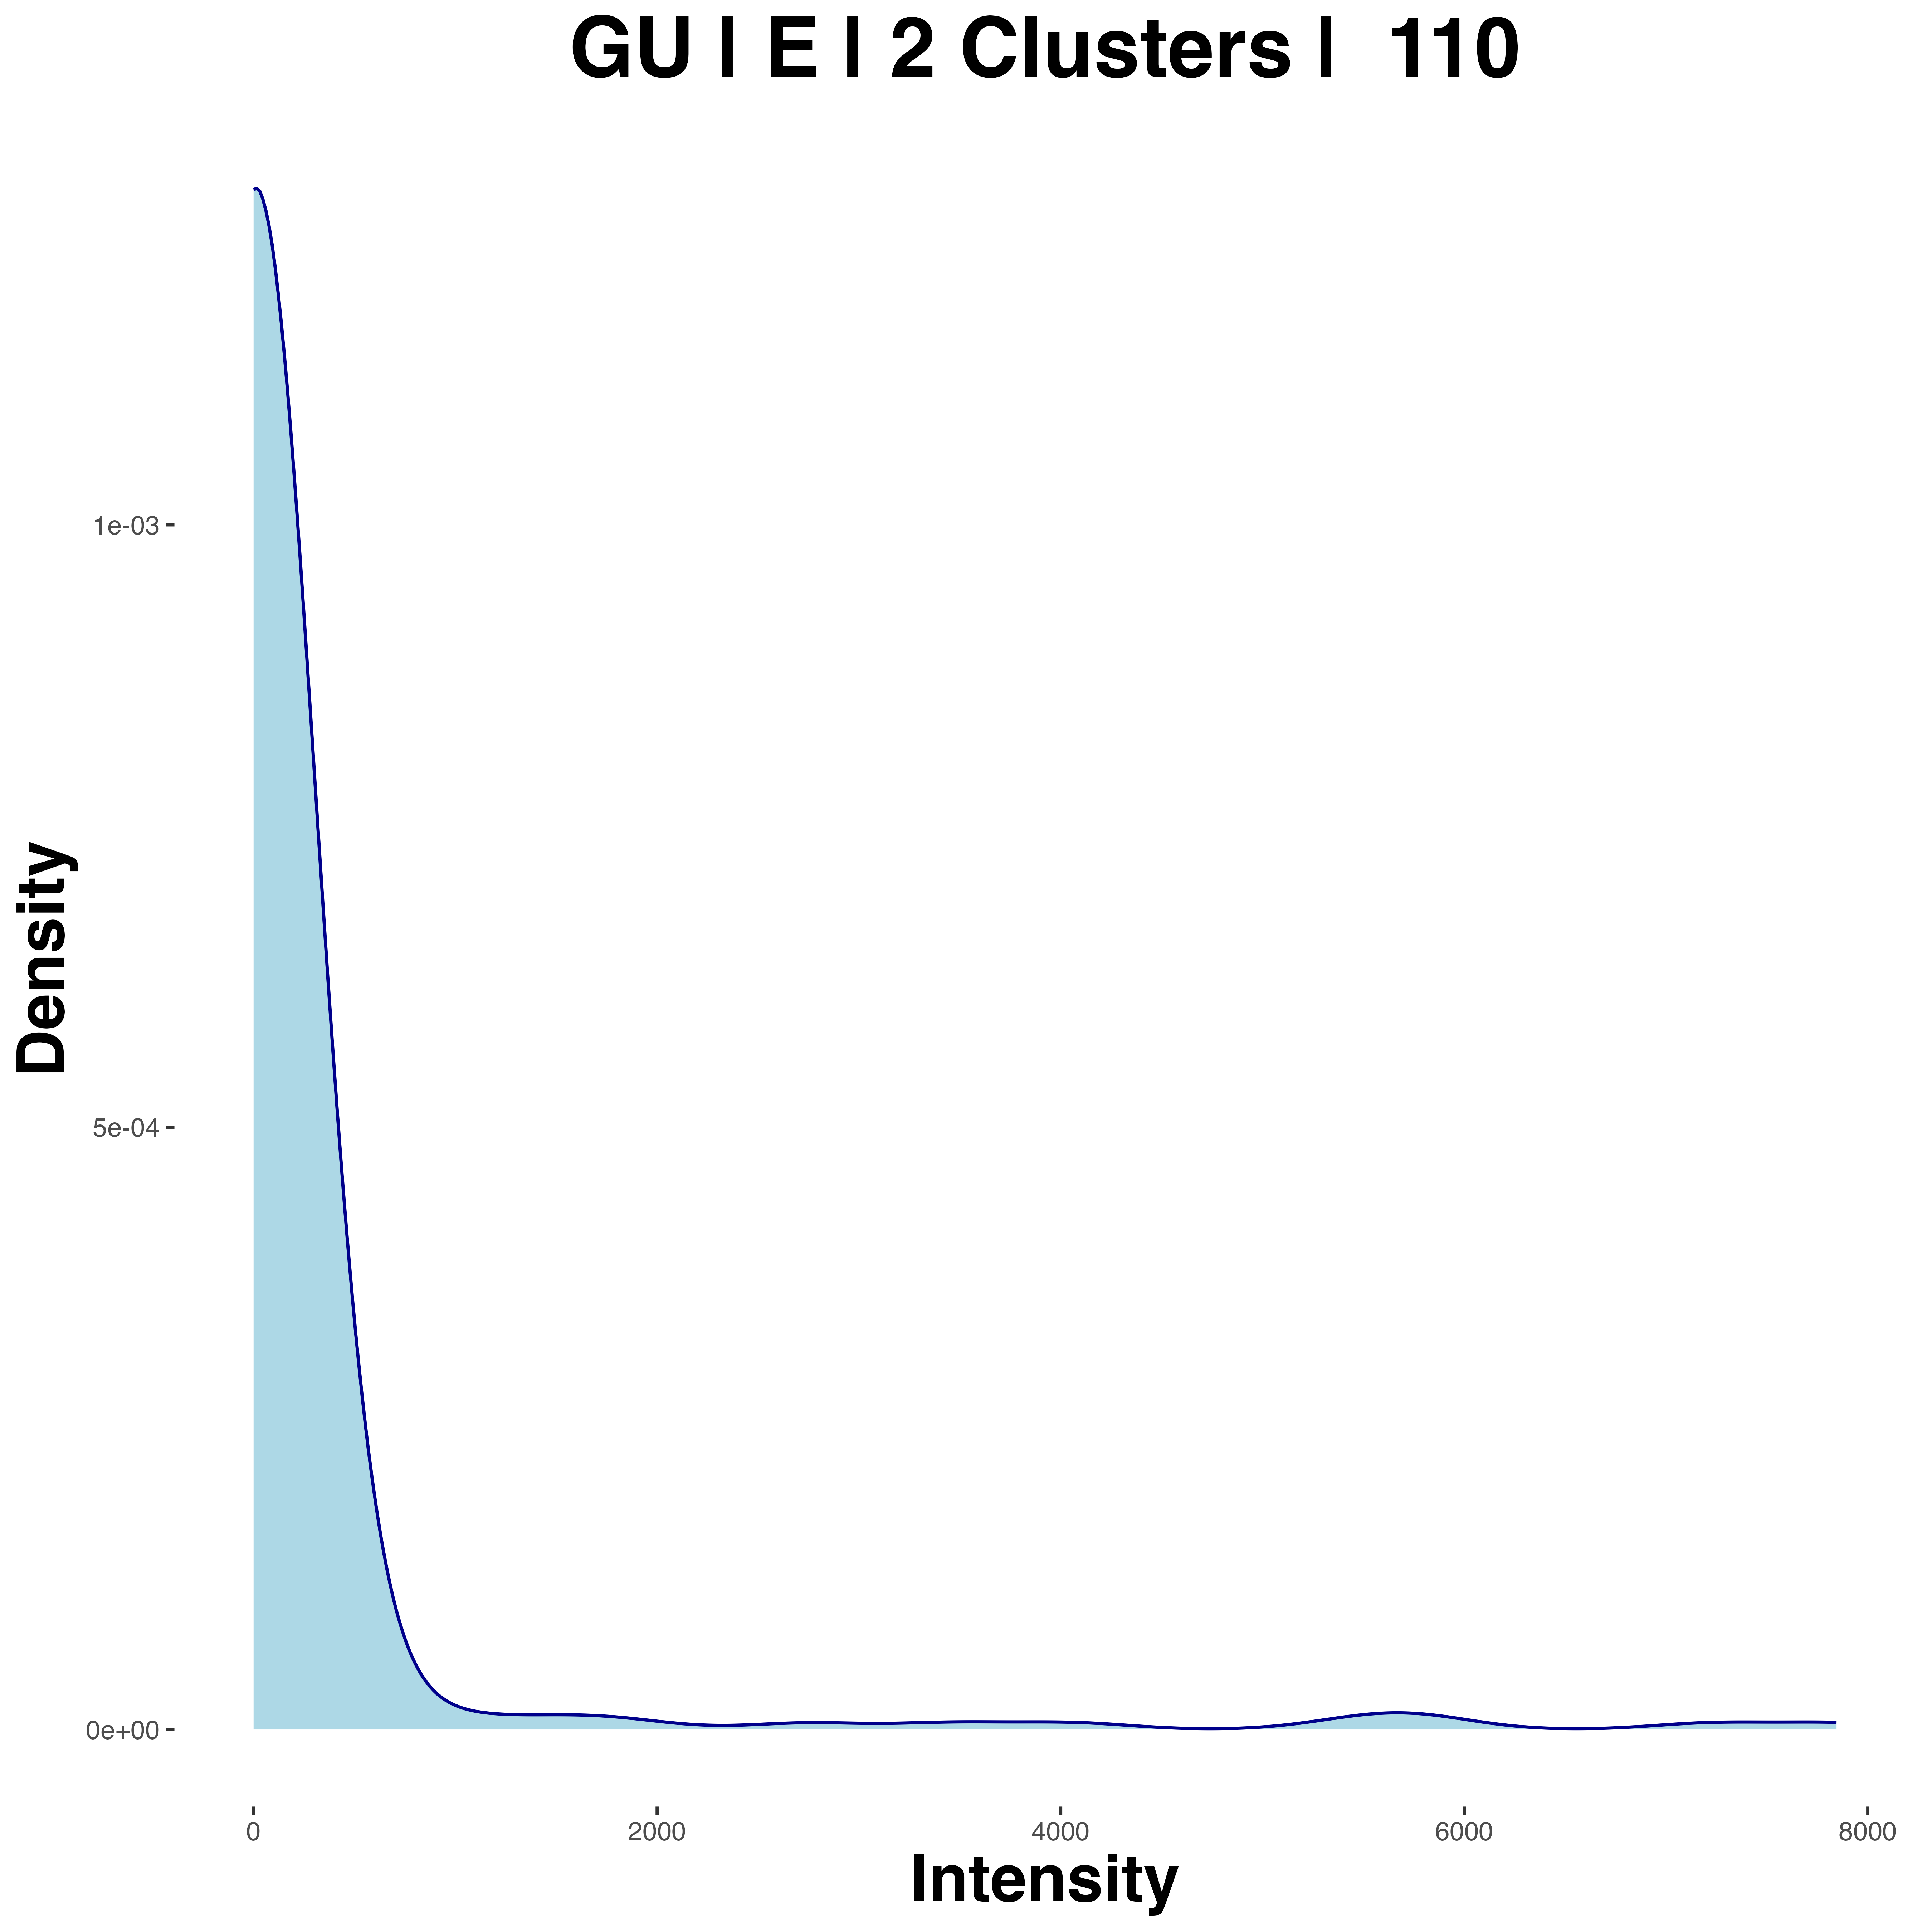 GU | E | 2 Clusters | 110
1e-03
Density
5e-04
0e+00
0 2000 4000 6000 8000
Intensity